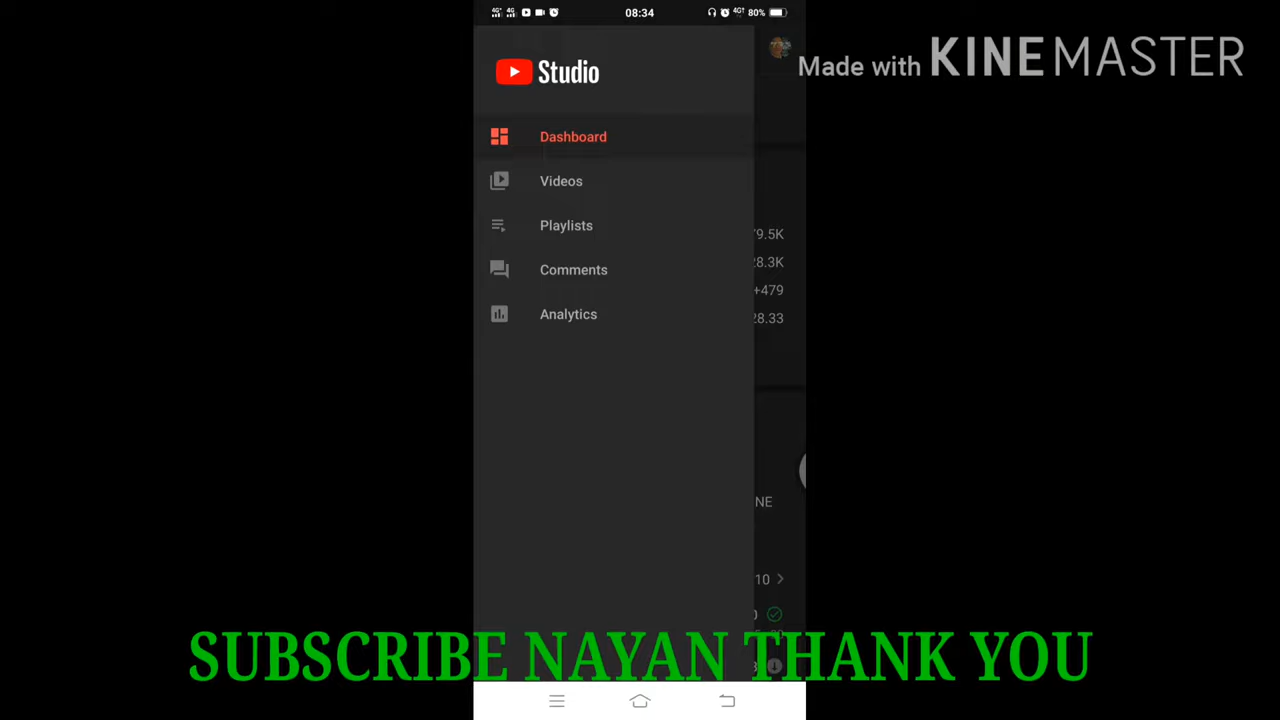 08:34
80%
Made with KINEMASTER
Studio
Dashboard
Videos
Playlists
Comments
Analytics
9.5K
28.3K
+479
28.33
NE
10
SUBSCRIBE NAYAN THANK YOU